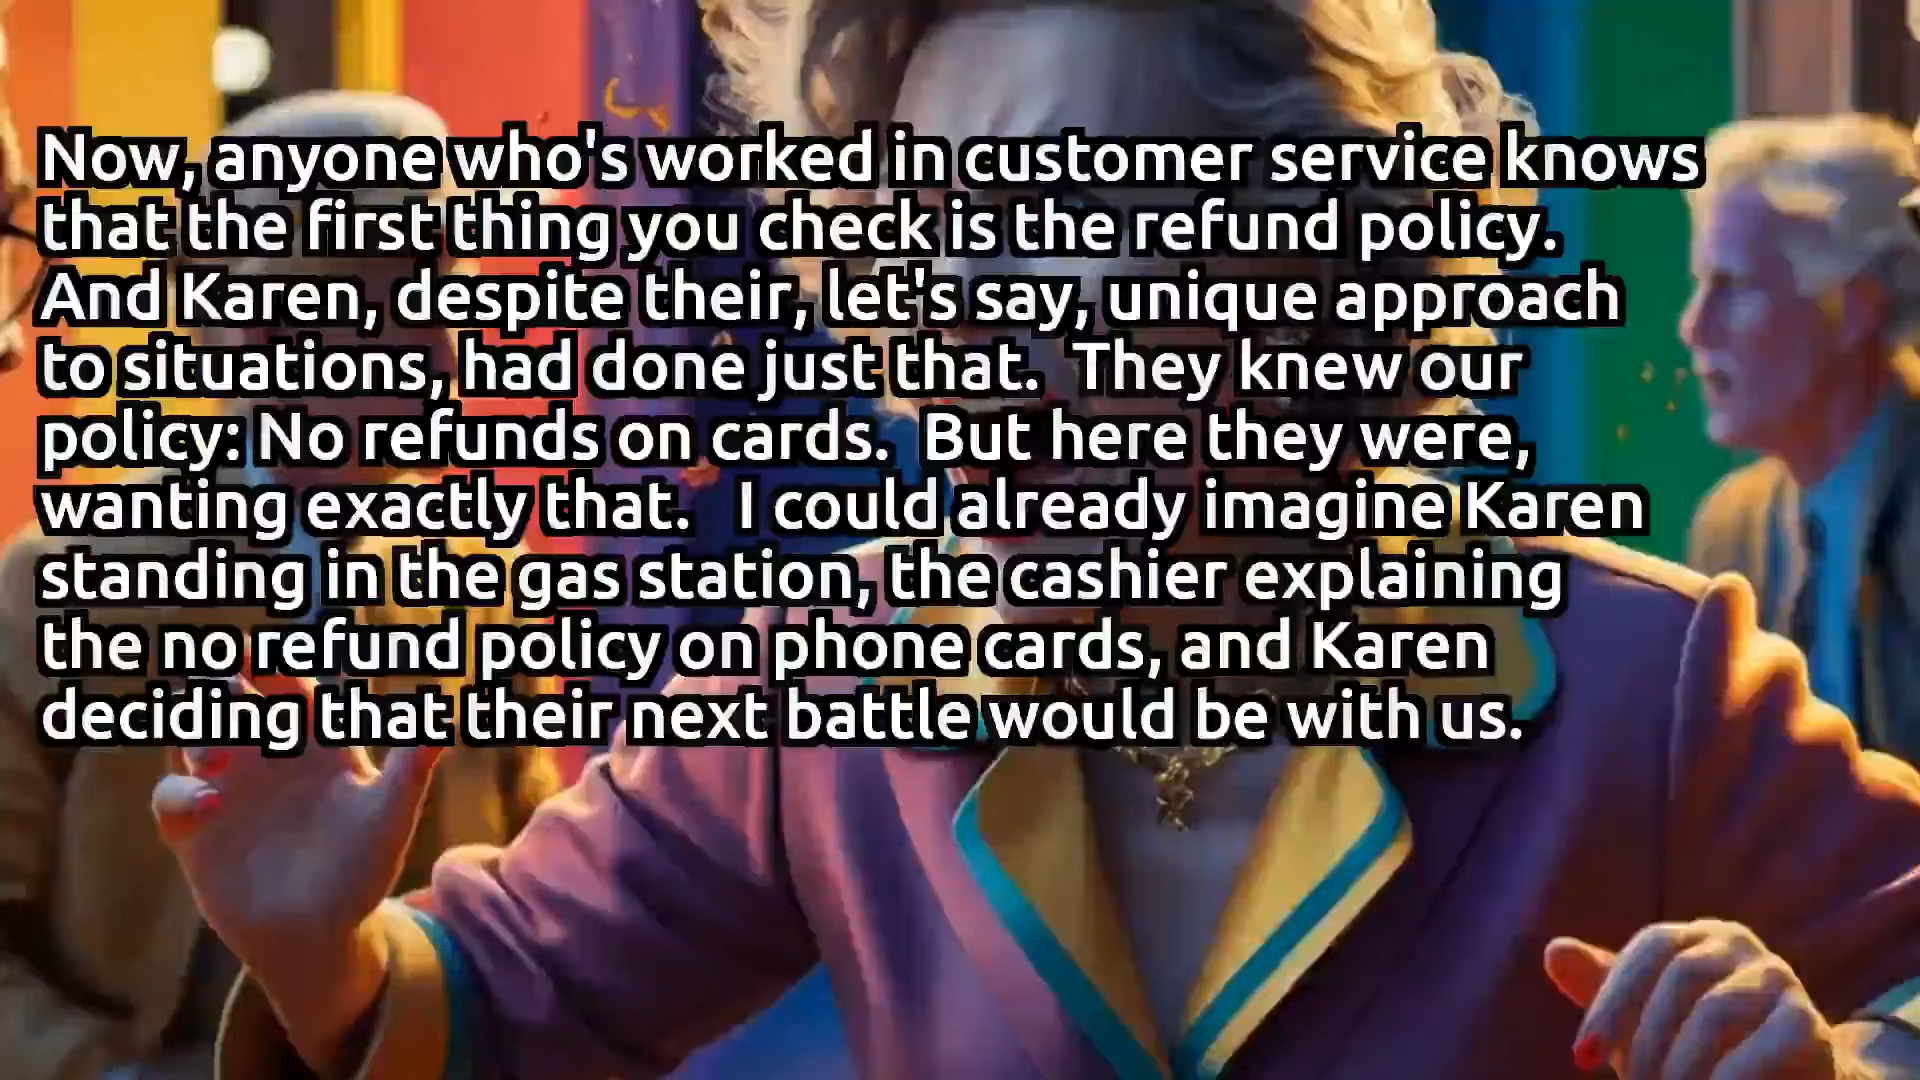 Now, anyone who's worked in customer service knows
that the first thing you check is the refund policy.
And Karen, despite their, let's say, unique approach
to situations, had done just that.  They knew our
policy: No refunds on cards.  But here they were,
wanting exactly that.   I could already imagine Karen
standing in the gas station, the cashier explaining
the no refund policy on phone cards, and Karen
deciding that their next battle would be with us.